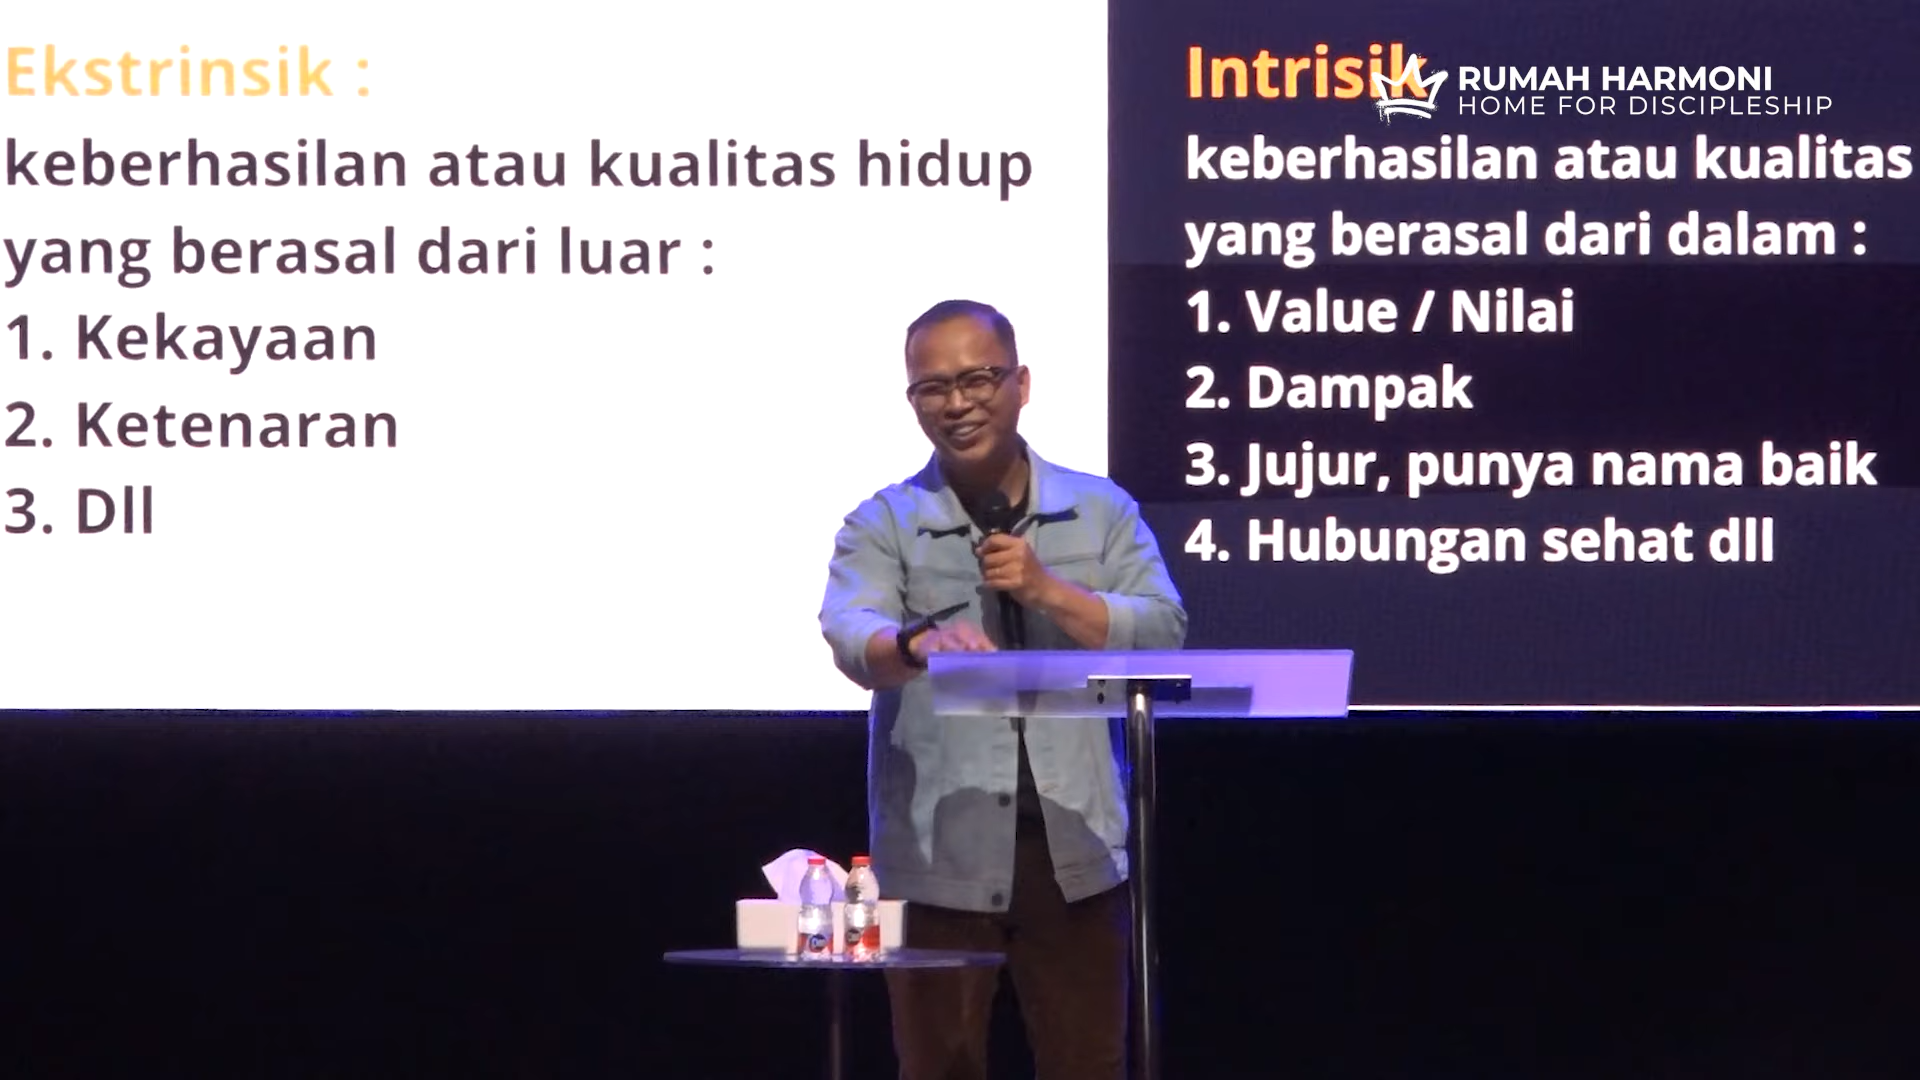 Ekstrinsik :
keberhasilan atau kualitas hidup
yang berasal dari luar :
1. Kekayaan
2. Ketenaran
3. Dll
Intrisik
keberhasilan atau kualitas
yang berasal dari dalam :
1. Value / Nilai
2. Dampak
3. Jujur, punya nama baik
4. Hubungan sehat dll
RUMAH HARMONI
HOME FOR DISCIPLESHIP